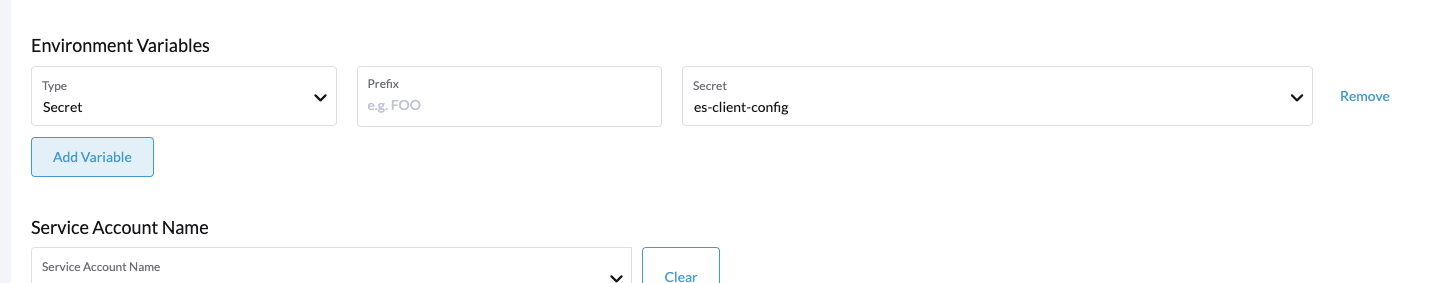 Environment Variables
Type
Secret
Prefix
e.g. FOO
Secret
es-client-config
Remove
Add Variable
Service Account Name
Service Account Name
Clear